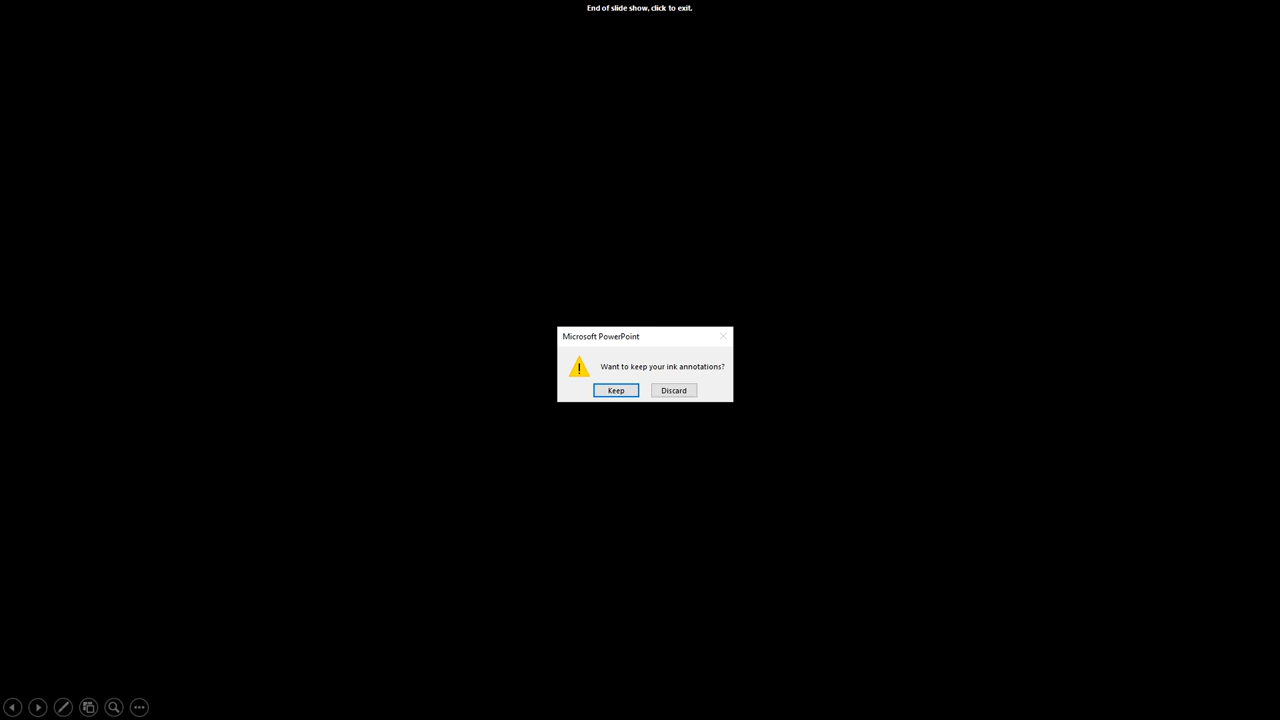 End of slide show, click to exit.
Microsoft PowerPoint
Want to keep your ink annotations?
Keep
Discard